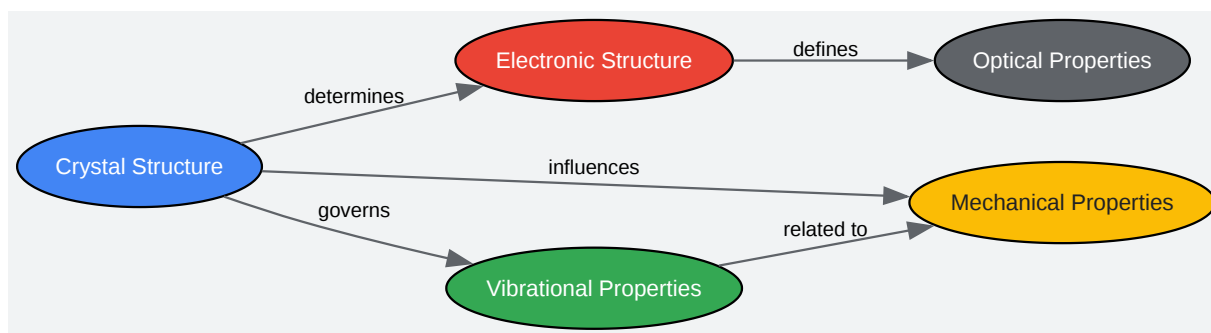 Electronic Structure
defines
Optical Properties
determines
Crystal Structure
influences
Mechanical Properties
governs
related to
Vibrational Properties